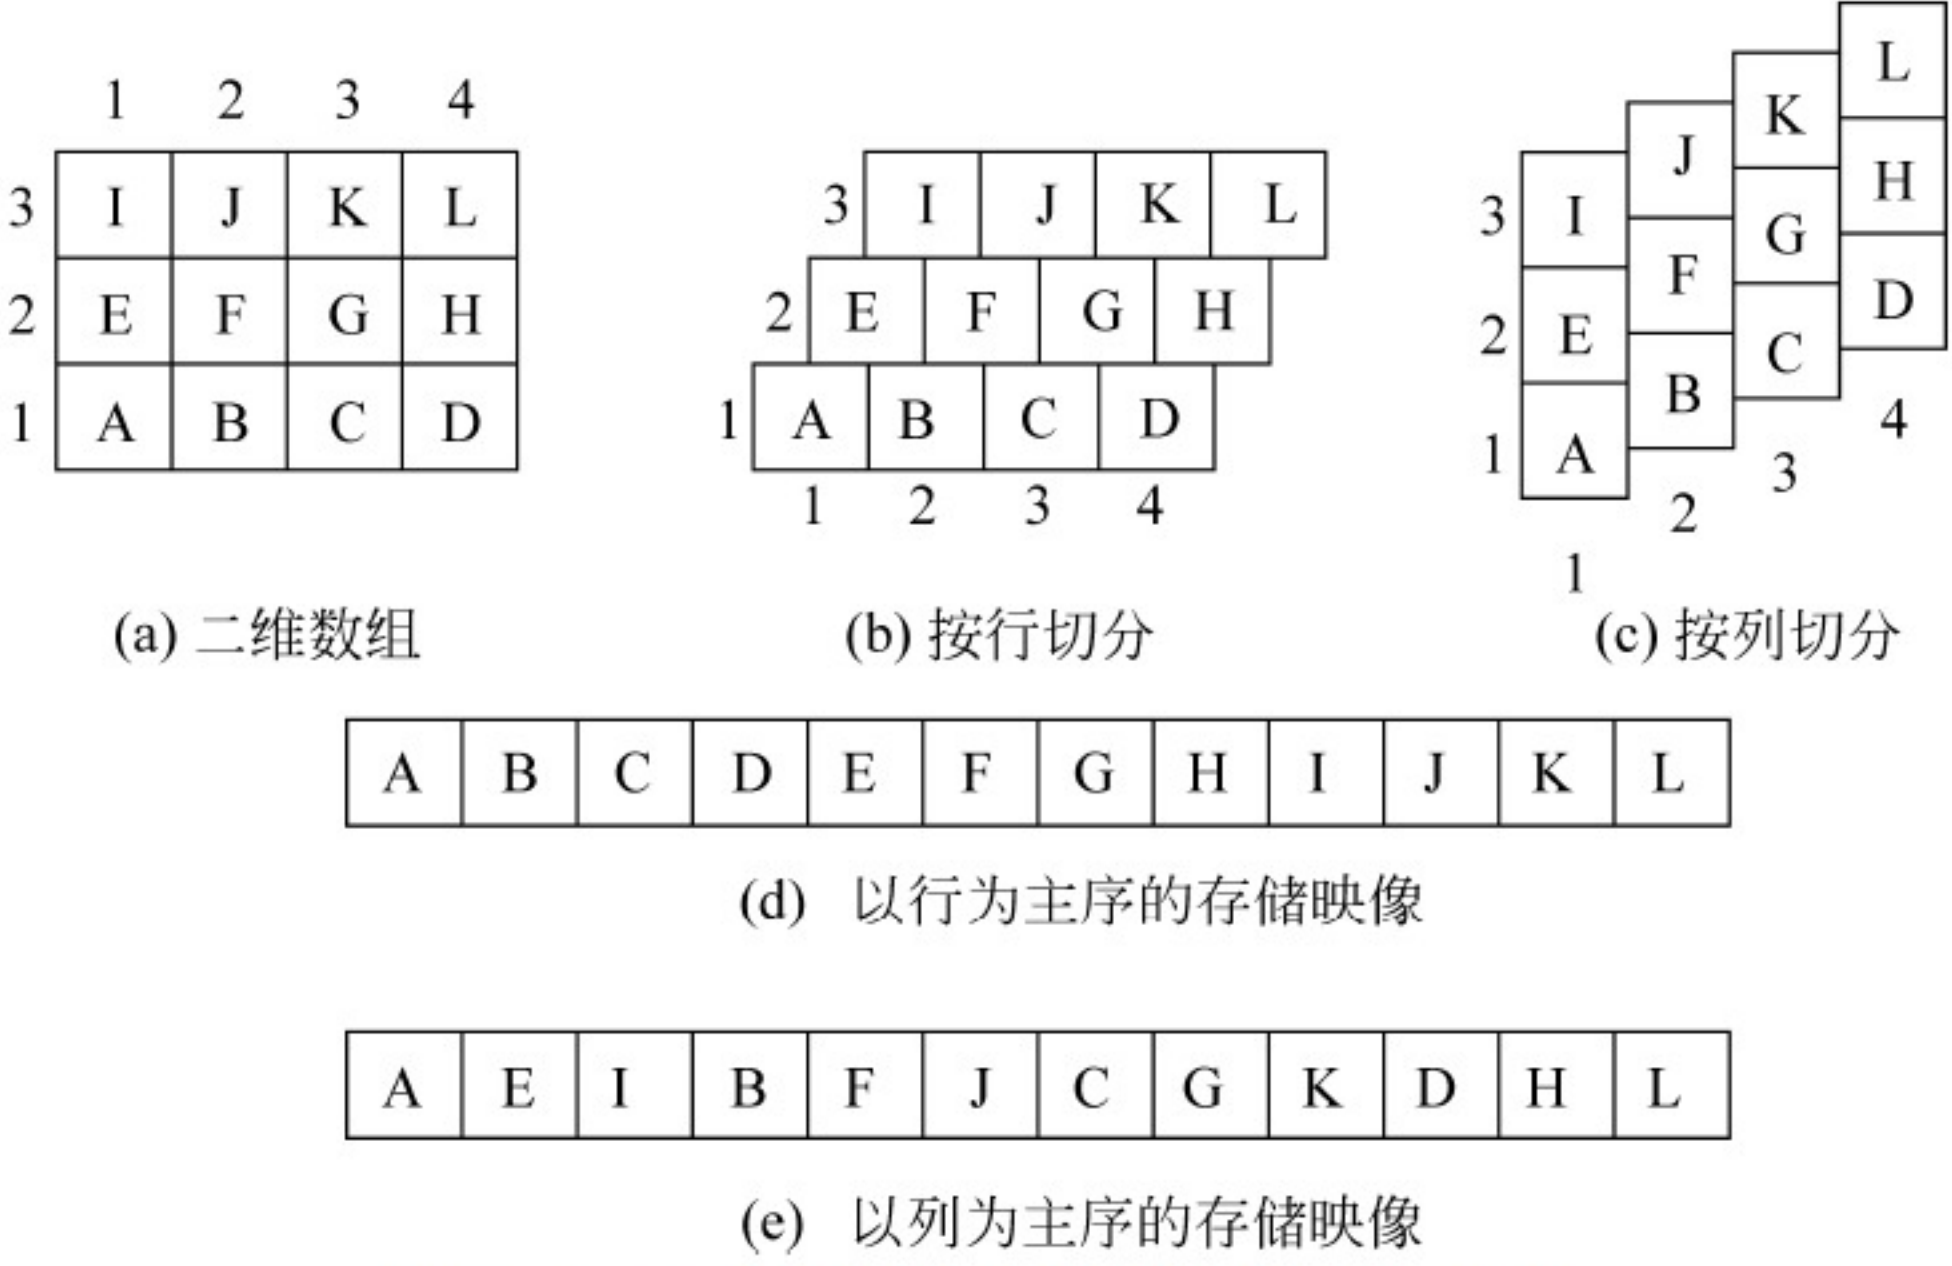 1 2 3 4
3 I J K L
2 E F G H
1 A B C D
(a) 二维数组
3 I J K L
2 E F G H
1 A B C D
1 2 3 4
(b) 按行切分
L
K
J H
3 I G
F D
2 E C
B 4
1 A 3
2
1
(c) 按列切分
A B C D E F G H I J K L
(d) 以行为主序的存储映像
A E I B F J C G K D H L
(e) 以列为主序的存储映像